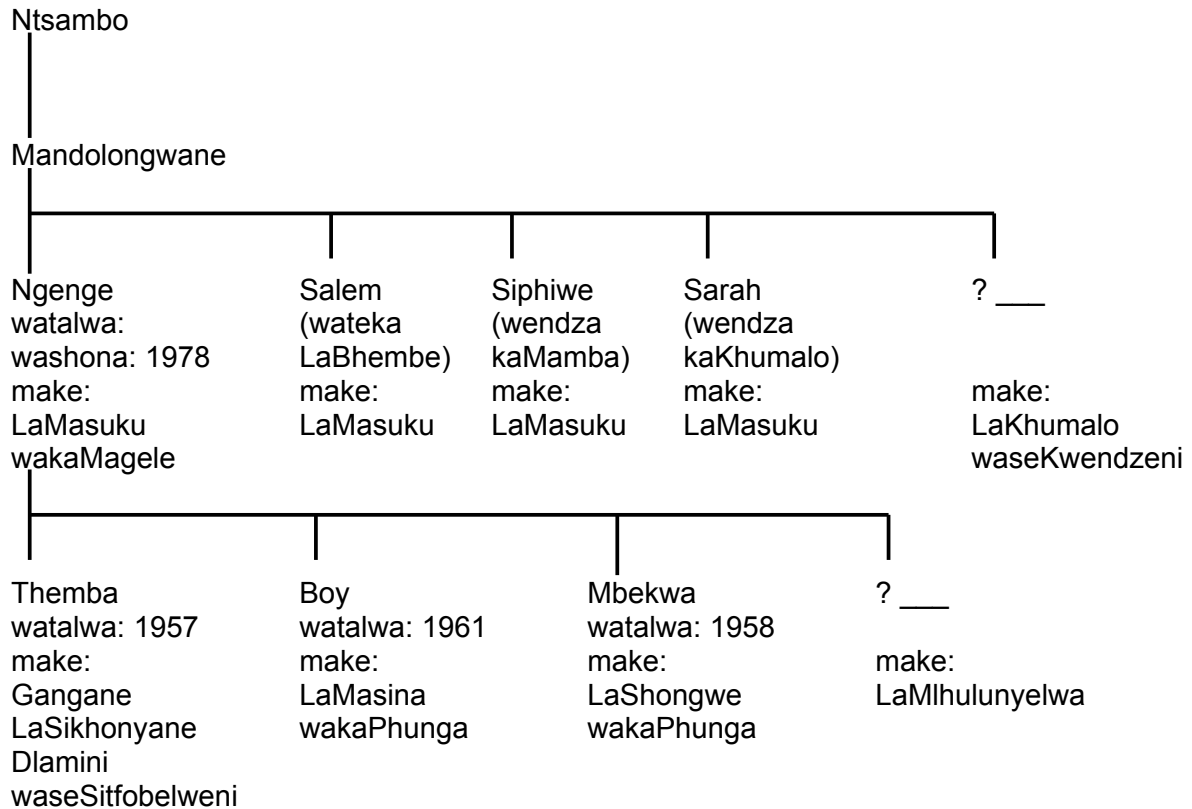 Ntsambo
Mandolongwane
Ngenge
watalwa:
washona: 1978
make:
LaMasuku
wakaMagele
Salem
(wateka
LaBhembe)
make:
LaMasuku
Siphiwe
(wendza
kaMamba)
make:
LaMasuku
Sarah
(wendza
kaKhumalo)
make:
LaMasuku
? ___
make:
LaKhumalo
waseKwendzeni
Themba
watalwa: 1957
make:
Gangane
LaSikhonyane
Dlamini
waseSitfobelweni
Boy
watalwa: 1961
make:
LaMasina
wakaPhunga
Mbekwa
watalwa: 1958
make:
LaShongwe
wakaPhunga
? ___
make:
LaMlhulunyelwa